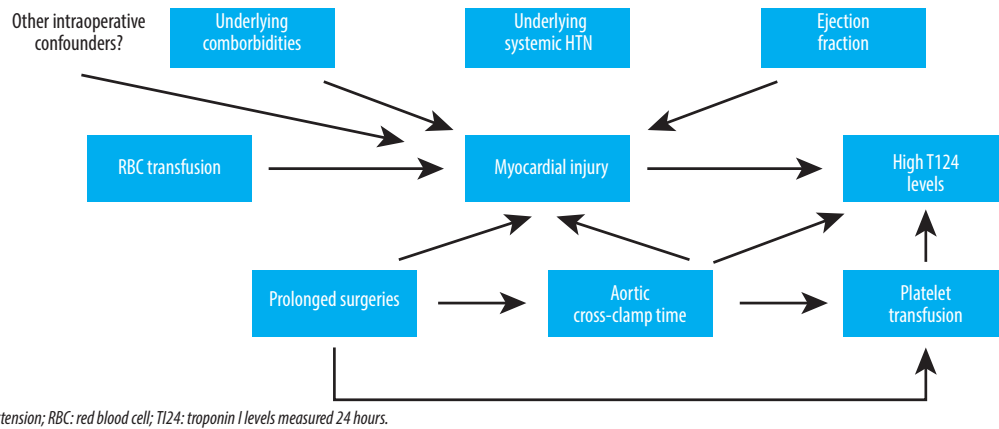 Other intraoperative
confounders?
Underlying
comborbidities
Underlying
systemic HTN
Ejection
fraction
RBC transfusion
Myocardial injury
High T124
levels
Prolonged surgeries
Aortic
cross-clamp time
Platelet
transfusion
tension; RBC: red blood cell; TI24: troponin I levels measured 24 hours.